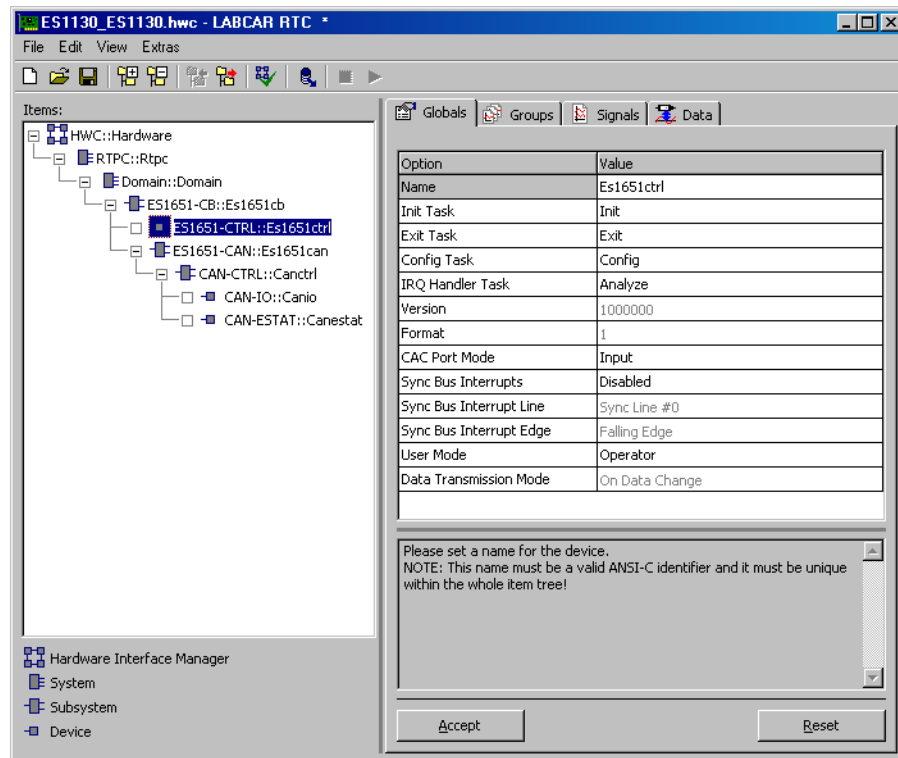 ES1130_ES1130.hwc - LABCAR RTC *
File Edit View Extras
Items:
HWC::Hardware
RTPC::Rtpc
Domain::Domain
ES1651-CB::Es1651cb
ES1651-CTRL::Es1651ctrl
ES1651-CAN::Es1651can
CAN-CTRL::Canctrl
CAN-IO::Canio
CAN-ESTAT::Canestat
Hardware Interface Manager
System
Subsystem
Device
Globals Groups Signals Data
Option Value
Name Es1651ctrl
Init Task Init
Exit Task Exit
Config Task Config
IRQ Handler Task Analyze
Version 1000000
Format 1
CAC Port Mode Input
Sync Bus Interrupts Disabled
Sync Bus Interrupt Line Sync Line #0
Sync Bus Interrupt Edge Falling Edge
User Mode Operator
Data Transmission Mode On Data Change
Please set a name for the device.
NOTE: This name must be a valid ANSI-C identifier and it must be unique
within the whole item tree!
Accept Reset